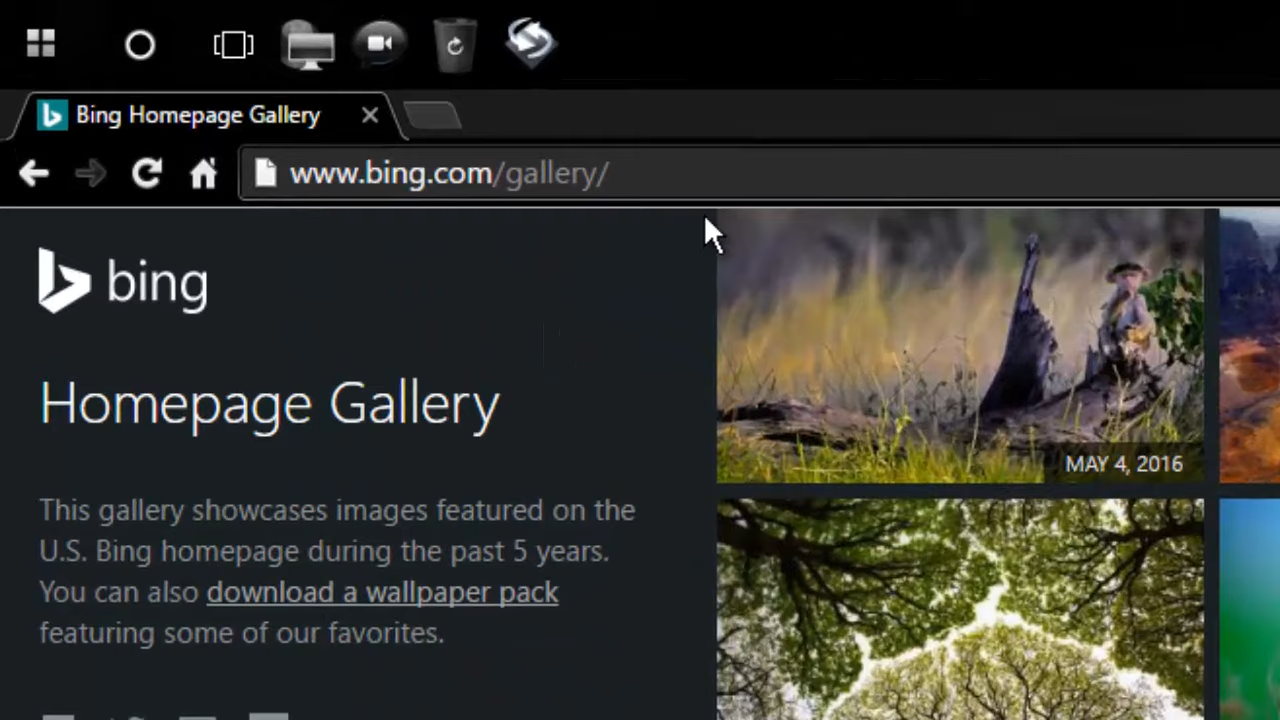 Bing Homepage Gallery
www.bing.com/gallery/
bing
Homepage Gallery
This gallery showcases images featured on the
U.S. Bing homepage during the past 5 years.
You can also download a wallpaper pack
featuring some of our favorites.
MAY 4, 2016